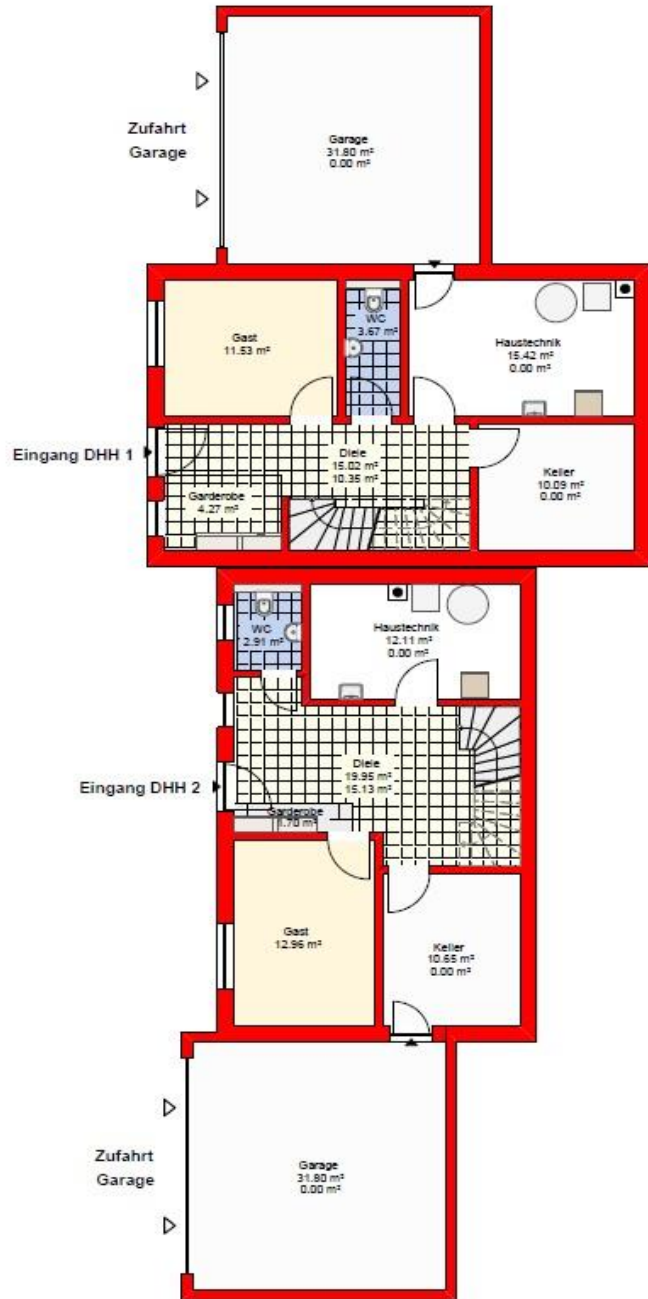 Zufahrt
Garage
Garage
31.80 m²
0.00 m²
Gast
11.53 m²
WC
3.67 m²
Haustechnik
15.42 m²
0.00 m²
Eingang DHH 1
Diele
15.02 m²
10.35 m²
Keller
10.09 m²
0.00 m²
Garderobe
4.27 m²
WC
2.91 m²
Haustechnik
12.11 m²
0.00 m²
Eingang DHH 2
Diele
19.95 m²
15.13 m²
Garderobe
1.70 m²
Gast
12.96 m²
Keller
10.65 m²
0.00 m²
Zufahrt
Garage
Garage
31.80 m²
0.00 m²